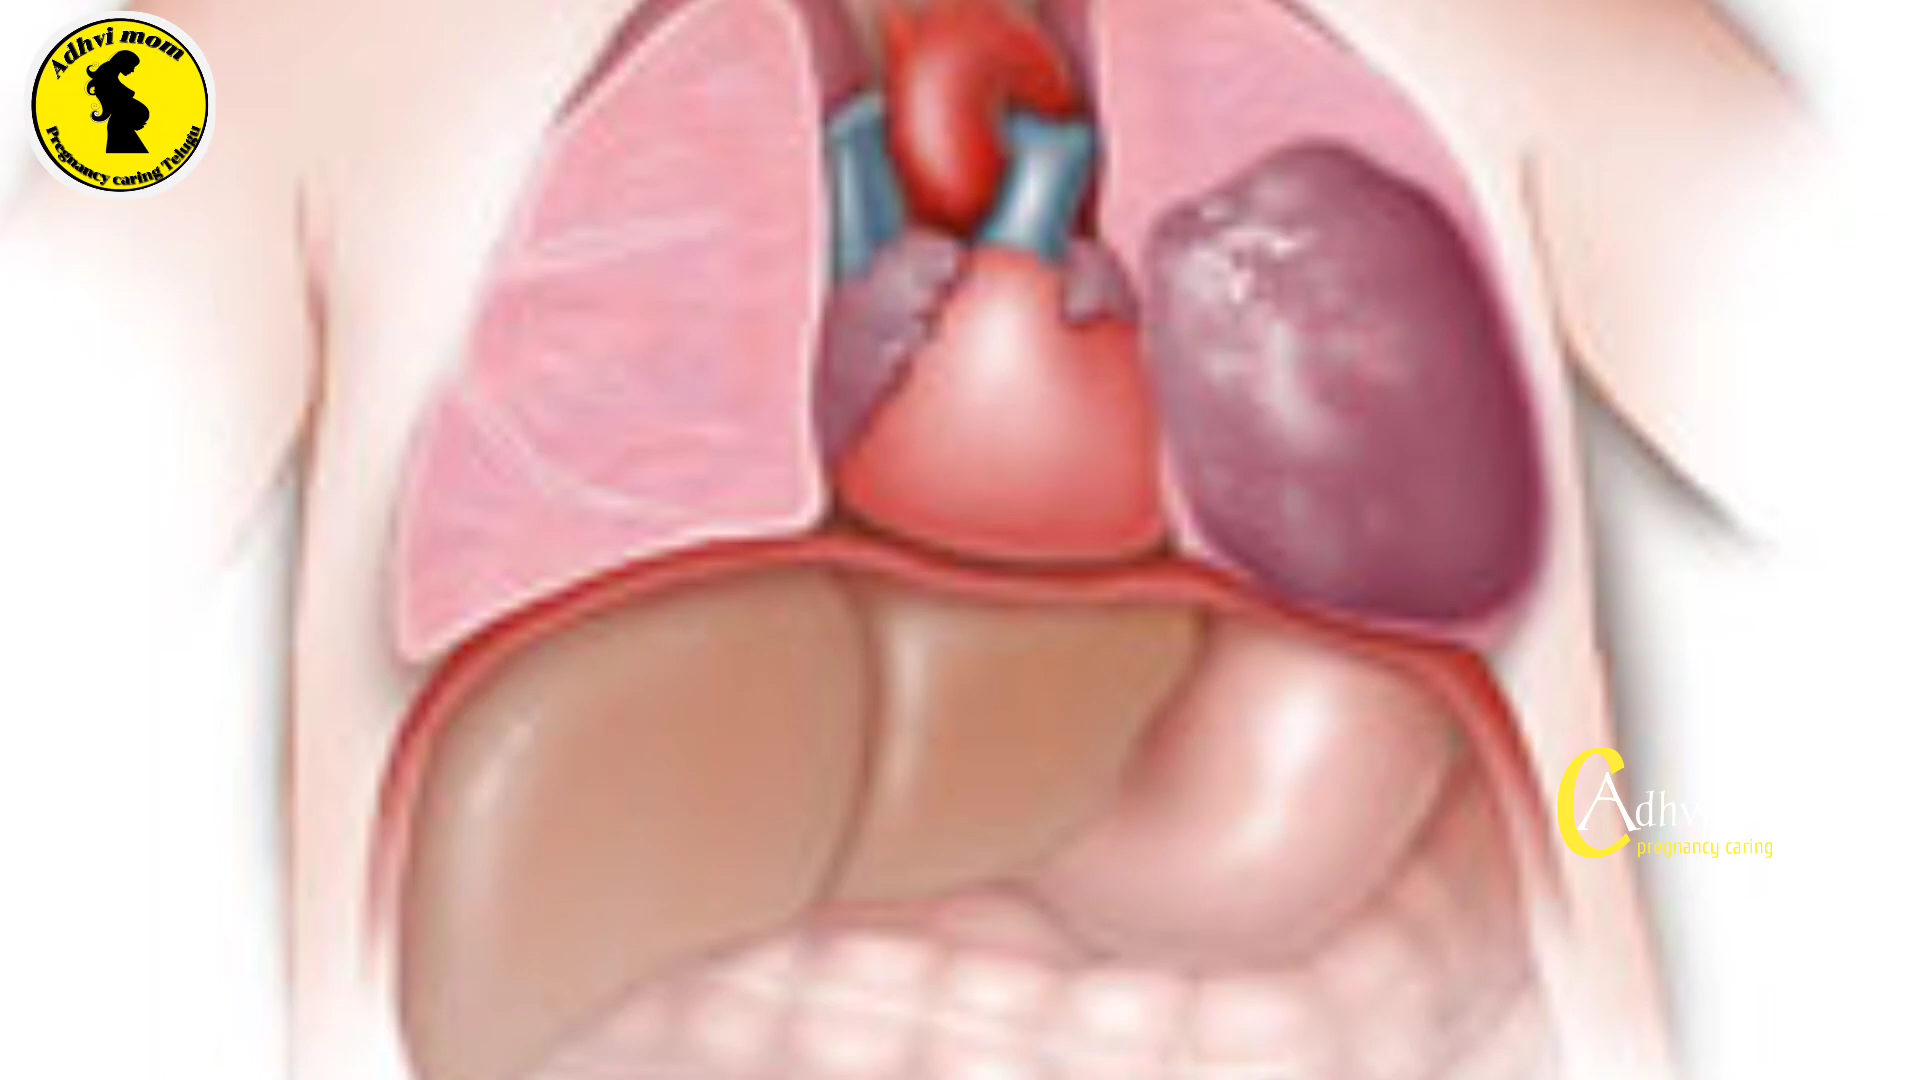 Adhvi mom
Pregnancy caring Telugu
Adhv
pregnancy caring